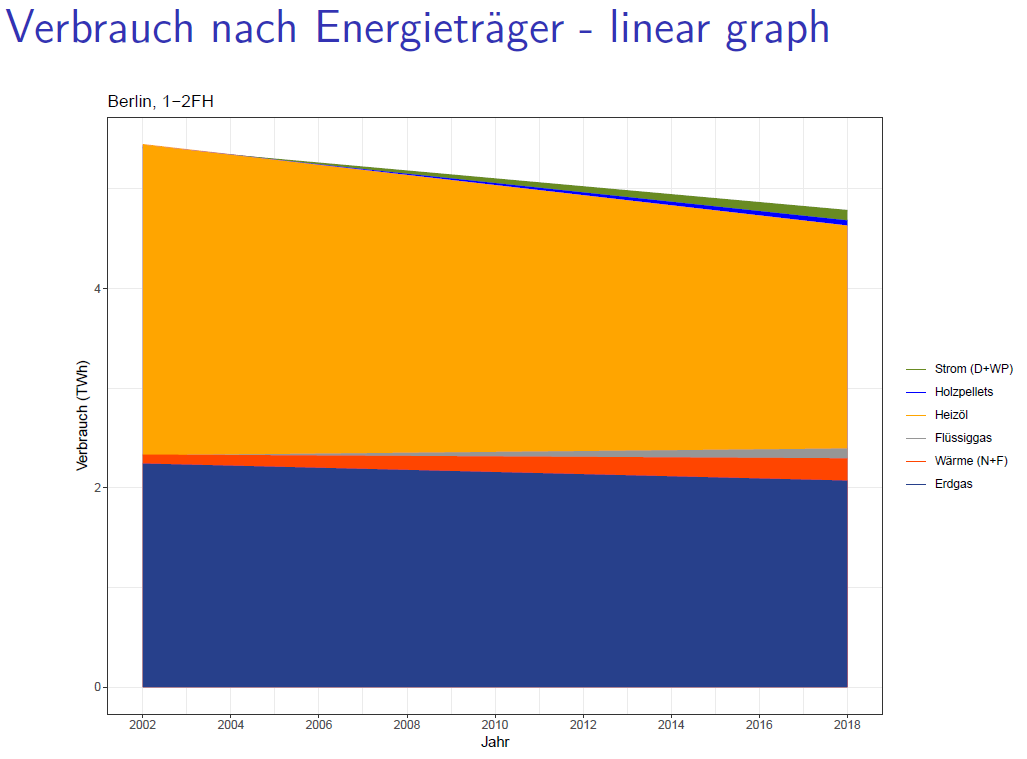 Verbrauch nach Energieträger - linear graph
Berlin, 1−2FH
Verbrauch (TWh)
4
2
0
2002 2004 2006 2008 2010 2012 2014 2016 2018
Jahr
Strom (D+WP)
Holzpellets
Heizöl
Flüssiggas
Wärme (N+F)
Erdgas